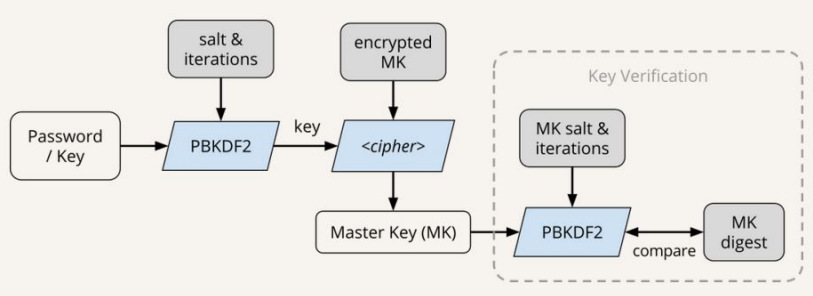 salt &
iterations
encrypted
MK
Key Verification
Password
/ Key
PBKDF2
key
<cipher>
MK salt &
iterations
Master Key (MK)
PBKDF2
compare
MK
digest